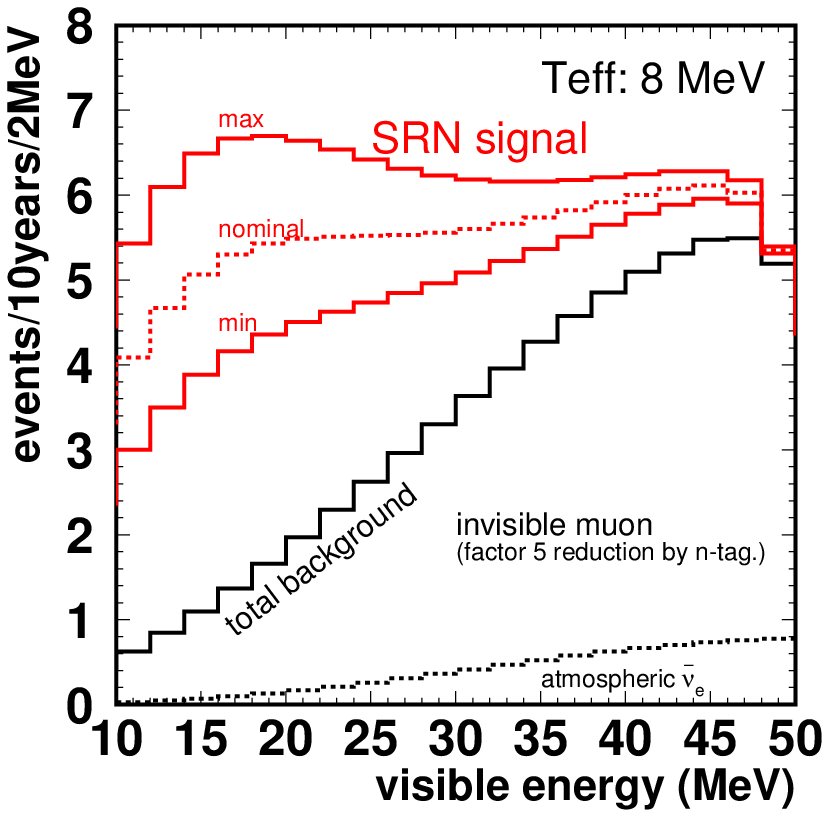 8
7
6
5
4
3
2
1
0
events/10years/2MeV
Teff: 8 MeV
max
SRN signal
nominal
min
total background
invisible muon
(factor 5 reduction by n-tag.)
atmospheric ν̄e
10 15 20 25 30 35 40 45 50
visible energy (MeV)